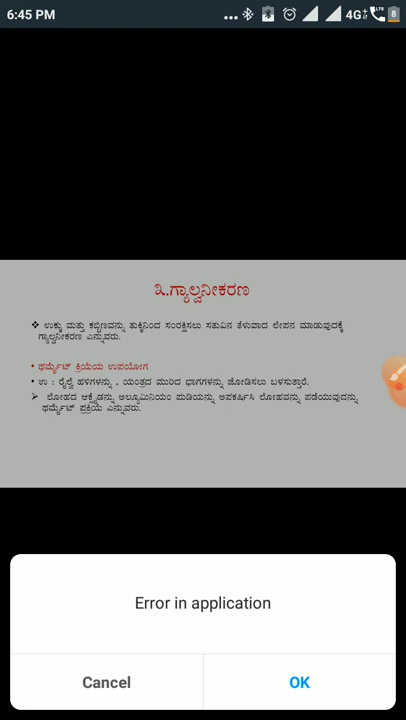 6:45 PM
4G
LTE
8
೩.ಗ್ಯಾಲ್ವನೀಕರಣ
❖ ಉಕ್ಕು ಮತ್ತು ಕಬ್ಬಿಣವನ್ನು ತುಕ್ಕಿನಿಂದ ಸಂರಕ್ಷಿಸಲು ಸತುವಿನ ತೆಳುವಾದ ಲೇಪನ ಮಾಡುವುದಕ್ಕೆ
ಗ್ಯಾಲ್ವನೀಕರಣ ಎನ್ನುವರು.
• ಥರ್ಮೈಟ್ ಕ್ರಿಯೆಯ ಉಪಯೋಗ
• ಉ : ರೈಲ್ವೆ ಹಳಿಗಳನ್ನು . ಯಂತ್ರದ ಮುರಿದ ಭಾಗಗಳನ್ನು ಜೋಡಿಸಲು ಬಳಸುತ್ತಾರೆ.
➢ ಲೋಹದ ಆಕ್ಸೈಡನ್ನು ಅಲ್ಯೂಮಿನಿಯಂ ಪುಡಿಯನ್ನು ಅಪಕರ್ಷಿಸಿ ಲೋಹವನ್ನು ಪಡೆಯುವುದನ್ನು
ಥರ್ಮೈಟ್ ಪ್ರಕ್ರಿಯೆ ಎನ್ನುವರು.
Error in application
Cancel
OK